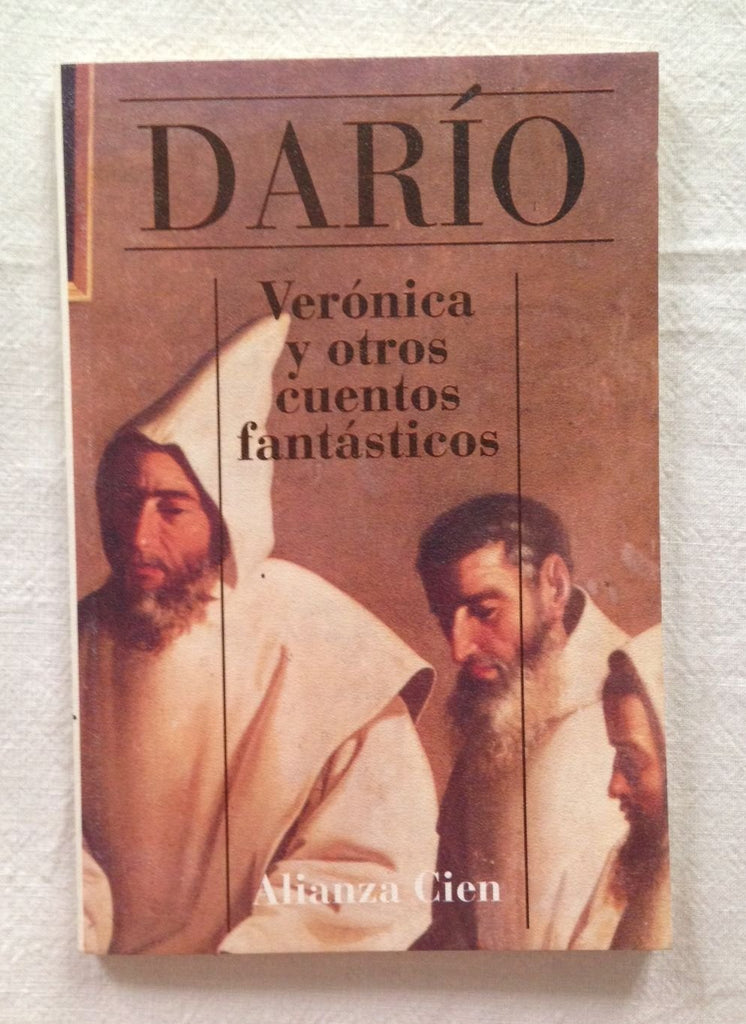 DARÍO
Verónica
y otros
cuentos
fantásticos
Alianza Cien